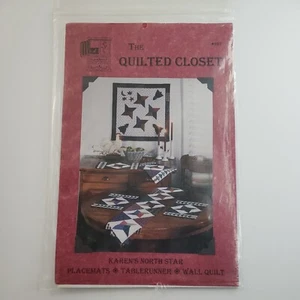 THE
QUILTED CLOSET
KAREN'S NORTH STAR
PLACEMATS ◆ TABLERUNNER ◆ WALL QUILT